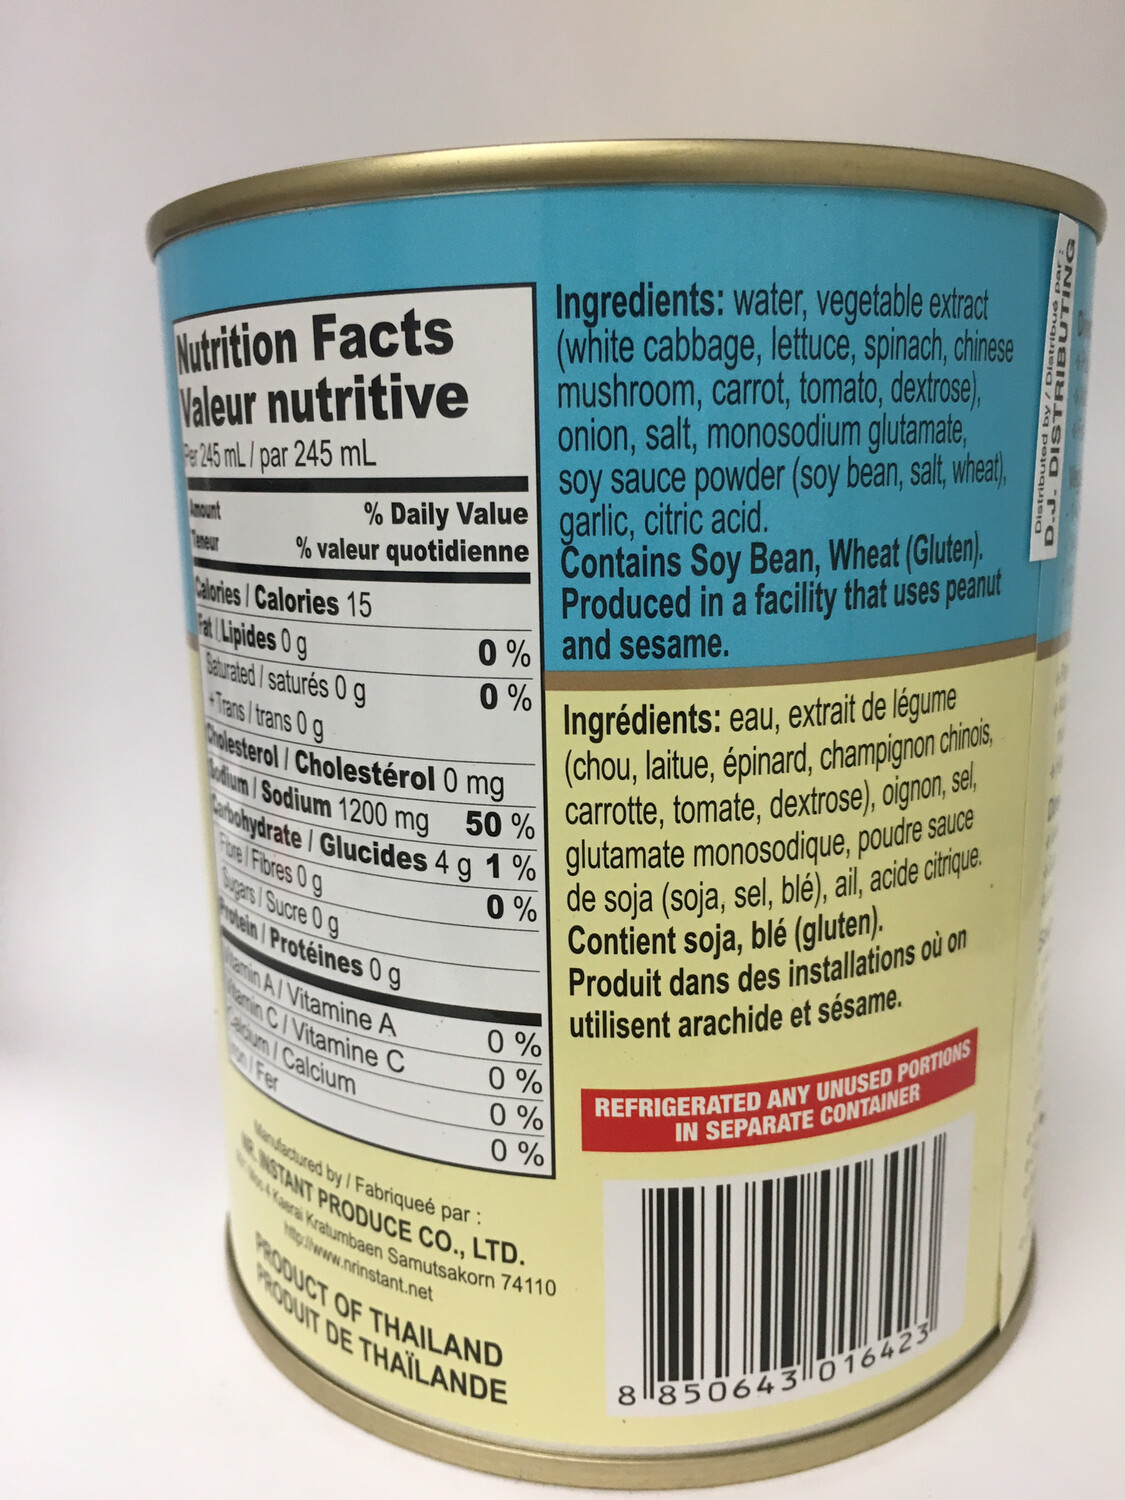 Nutrition Facts
Valeur nutritive
Per 245 mL / par 245 mL
Amount
Teneur
% Daily Value
% valeur quotidienne
Calories / Calories 15
Fat / Lipides 0 g 0 %
Saturated / saturés 0 g 0 %
+ Trans / trans 0 g
Cholesterol / Cholestérol 0 mg
Sodium / Sodium 1200 mg 50 %
Carbohydrate / Glucides 4 g 1 %
Fibre / Fibres 0 g 0 %
Sugars / Sucre 0 g
Protein / Protéines 0 g
Vitamin A / Vitamine A 0 %
Vitamin C / Vitamine C 0 %
Calcium / Calcium 0 %
Iron / Fer 0 %
Manufactured by / Fabriqueé par :
NR. INSTANT PRODUCE CO., LTD.
4 Kaerai Kratumbaen Samutsakorn 74110
http://www.nrinstant.net
PRODUCT OF THAILAND
PRODUIT DE THAÏLANDE
Ingredients: water, vegetable extract
(white cabbage, lettuce, spinach, chinese
mushroom, carrot, tomato, dextrose),
onion, salt, monosodium glutamate,
soy sauce powder (soy bean, salt, wheat),
garlic, citric acid.
Contains Soy Bean, Wheat (Gluten).
Produced in a facility that uses peanut
and sesame.
Ingrédients: eau, extrait de légume
(chou, laitue, épinard, champignon chinois,
carrotte, tomate, dextrose), oignon, sel,
glutamate monosodique, poudre sauce
de soja (soja, sel, blé), ail, acide citrique.
Contient soja, blé (gluten).
Produit dans des installations où on
utilisent arachide et sésame.
REFRIGERATED ANY UNUSED PORTIONS
IN SEPARATE CONTAINER
8 850643 016423
Distributed by / Distribué par :
D.J. DISTRIBUTING